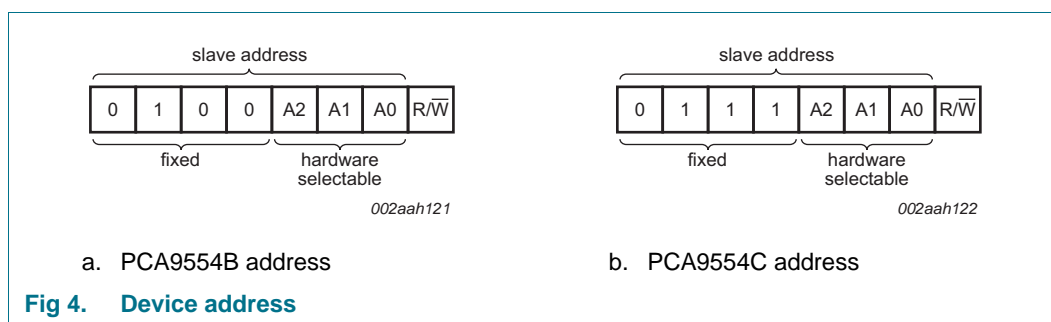 slave address
0 1 0 0 A2 A1 A0 R/W̅
fixed
hardware
selectable
002aah121
a. PCA9554B address
slave address
0 1 1 1 A2 A1 A0 R/W̅
fixed
hardware
selectable
002aah122
b. PCA9554C address
Fig 4. Device address